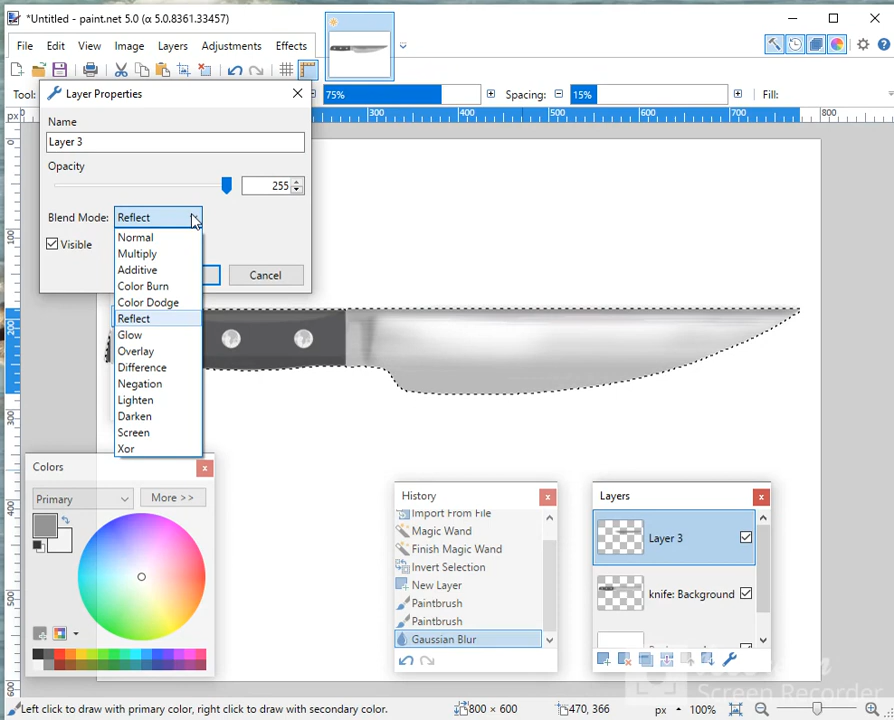 *Untitled - paint.net 5.0 (α 5.0.8361.33457)
File Edit View Image Layers Adjustments Effects
Tool: 75% Spacing: 15% Fill:
px 300 400 500 600 700 800
Layer Properties
Name
Layer 3
Opacity
255
Blend Mode: Reflect
Visible
Cancel
Normal
Multiply
Additive
Color Burn
Color Dodge
Reflect
Glow
Overlay
Difference
Negation
Lighten
Darken
Screen
Xor
0
100
200
300
400
500
600
Colors
Primary
More >>
History
Import From File
Magic Wand
Finish Magic Wand
Invert Selection
New Layer
Paintbrush
Paintbrush
Gaussian Blur
Layers
Layer 3
knife: Background
Screen Recorder
Left click to draw with primary color, right click to draw with secondary color.
800 × 600
470, 366
px
100%